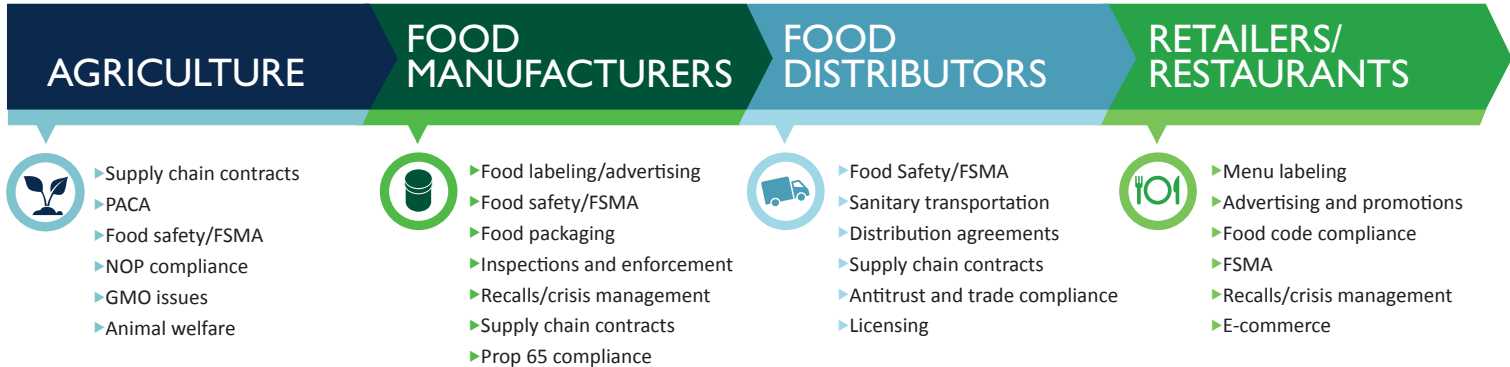 AGRICULTURE
FOOD
MANUFACTURERS
FOOD
DISTRIBUTORS
RETAILERS/
RESTAURANTS
Supply chain contracts
PACA
Food safety/FSMA
NOP compliance
GMO issues
Animal welfare
Food labeling/advertising
Food safety/FSMA
Food packaging
Inspections and enforcement
Recalls/crisis management
Supply chain contracts
Prop 65 compliance
Food Safety/FSMA
Sanitary transportation
Distribution agreements
Supply chain contracts
Antitrust and trade compliance
Licensing
Menu labeling
Advertising and promotions
Food code compliance
FSMA
Recalls/crisis management
E-commerce